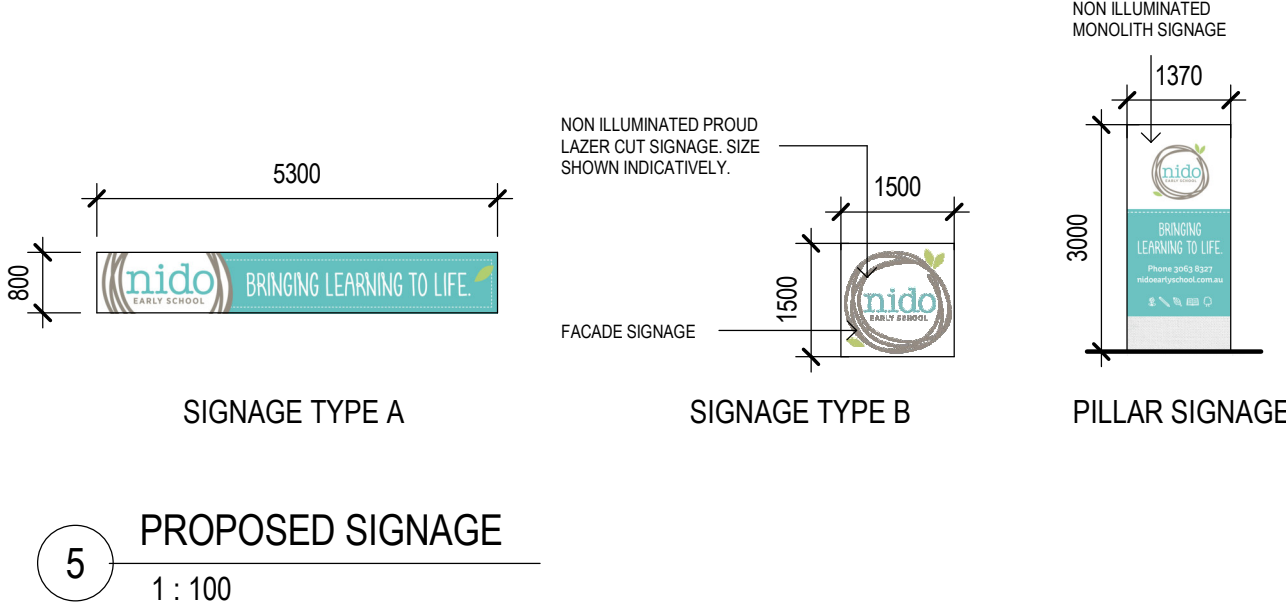 5300
800
nido
EARLY SCHOOL
BRINGING LEARNING TO LIFE.
SIGNAGE TYPE A
NON ILLUMINATED PROUD
LAZER CUT SIGNAGE. SIZE
SHOWN INDICATIVELY.
1500
1500
nido
EARLY SCHOOL
FACADE SIGNAGE
SIGNAGE TYPE B
NON ILLUMINATED
MONOLITH SIGNAGE
1370
3000
nido
EARLY SCHOOL
BRINGING
LEARNING TO LIFE.
Phone 3063 8327
nidoearlyschool.com.au
PILLAR SIGNAGE
5
PROPOSED SIGNAGE
1 : 100